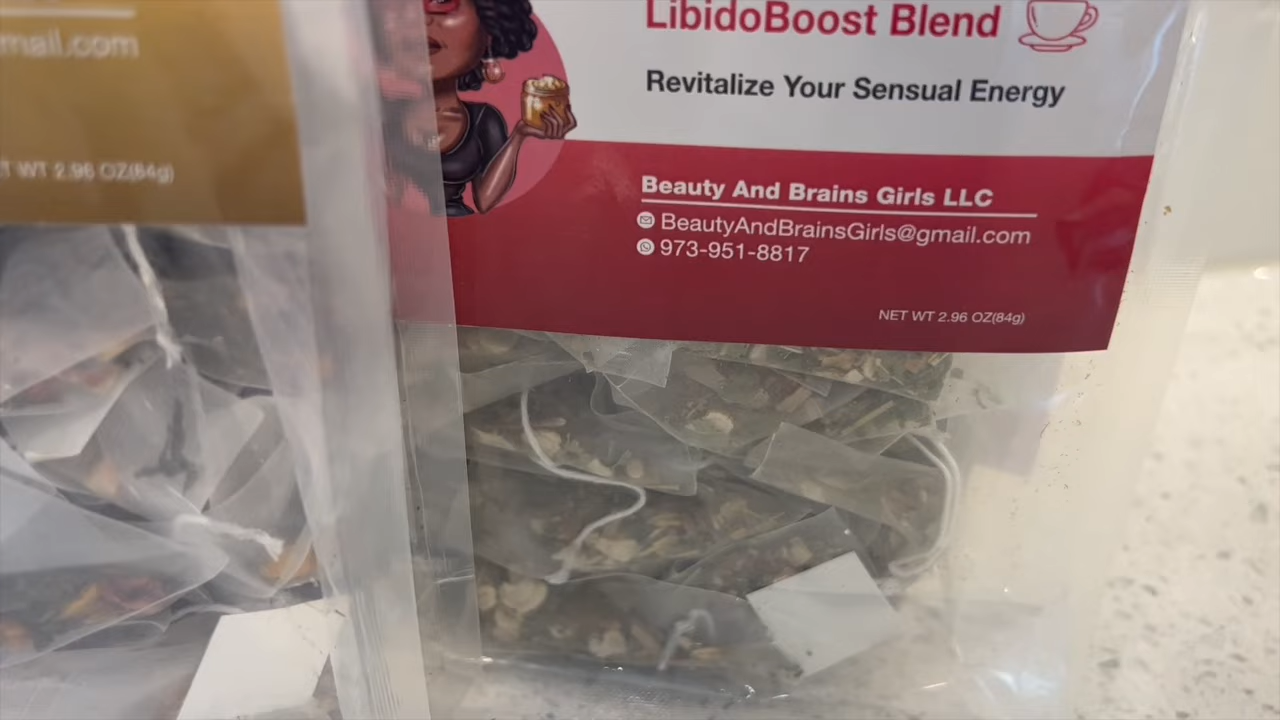 mail.com
T WT 2.96 OZ(84g)
LibidoBoost Blend
Revitalize Your Sensual Energy
Beauty And Brains Girls LLC
BeautyAndBrainsGirls@gmail.com
973-951-8817
NET WT 2.96 OZ(84g)